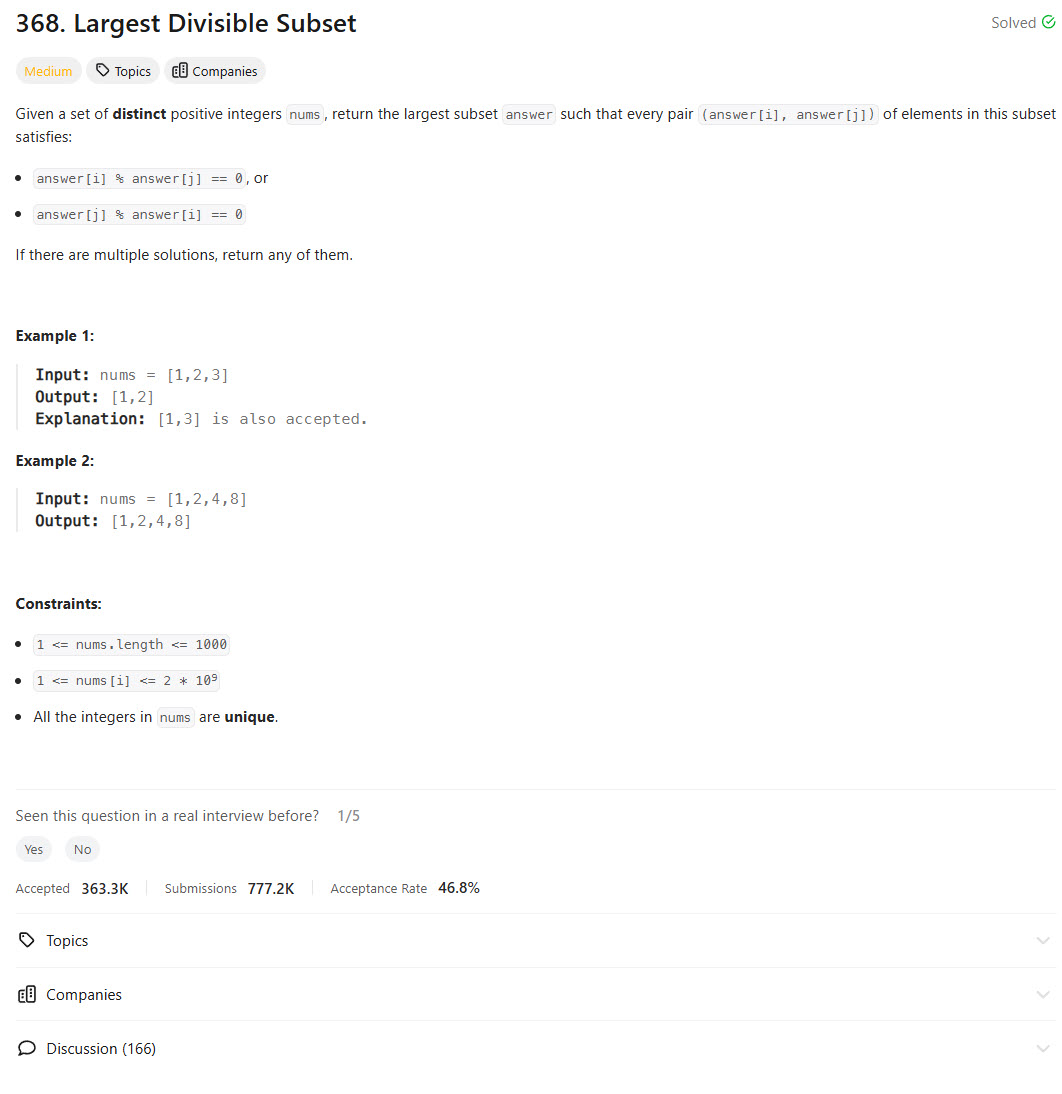 368. Largest Divisible Subset
Solved
Medium
Topics
Companies
Given a set of distinct positive integers nums, return the largest subset answer such that every pair (answer[i], answer[j]) of elements in this subset
satisfies:
answer[i] % answer[j] == 0, or
answer[j] % answer[i] == 0
If there are multiple solutions, return any of them.
Example 1:
Input: nums = [1,2,3]
Output: [1,2]
Explanation: [1,3] is also accepted.
Example 2:
Input: nums = [1,2,4,8]
Output: [1,2,4,8]
Constraints:
1 <= nums.length <= 1000
1 <= nums[i] <= 2 * 10⁹
All the integers in nums are unique.
Seen this question in a real interview before? 1/5
Yes No
Accepted 363.3K Submissions 777.2K Acceptance Rate 46.8%
Topics
Companies
Discussion (166)